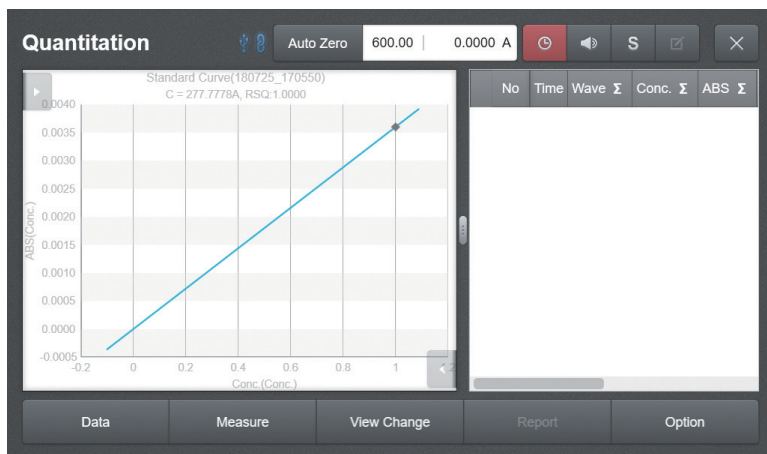 Quantitation
Auto Zero
600.00
0.0000 A
S
Standard Curve(180725_170550)
C = 277.7778A, RSQ:1.0000
ABS(Conc.)
0.0040
0.0035
0.0030
0.0025
0.0020
0.0015
0.0010
0.0005
0.0000
-0.0005
-0.2 0 0.2 0.4 0.6 0.8 1
Conc.(Conc.)
No Time Wave Σ Conc. Σ ABS Σ
Data Measure View Change Report Option